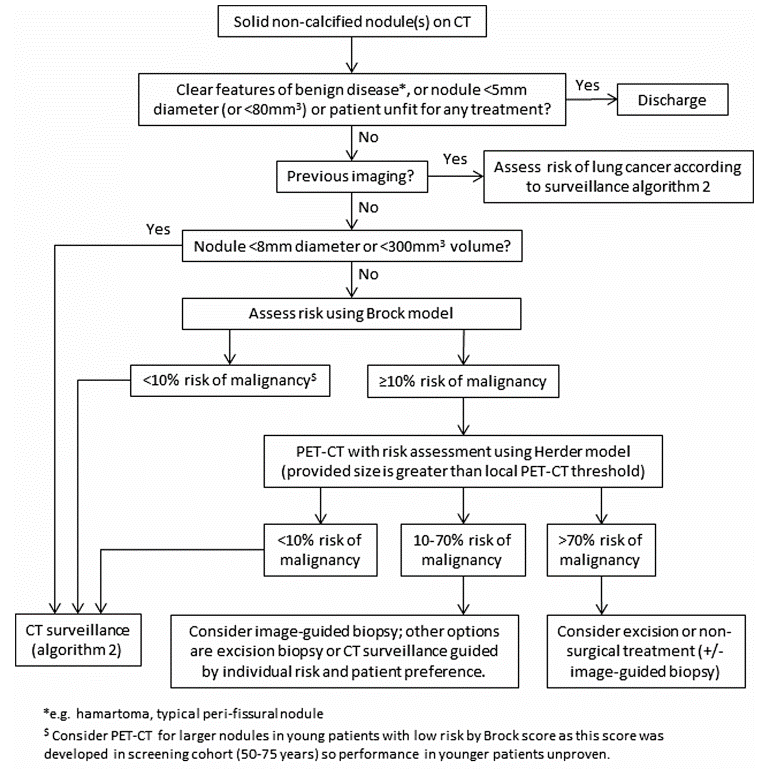 Solid non-calcified nodule(s) on CT
Clear features of benign disease*, or nodule <5mm
diameter (or <80mm³) or patient unfit for any treatment?
Yes
Discharge
No
Previous imaging?
Yes
Assess risk of lung cancer according
to surveillance algorithm 2
No
Yes
Nodule <8mm diameter or <300mm³ volume?
No
Assess risk using Brock model
<10% risk of malignancy$
≥10% risk of malignancy
PET-CT with risk assessment using Herder model
(provided size is greater than local PET-CT threshold)
<10% risk of
malignancy
10-70% risk of
malignancy
>70% risk of
malignancy
CT surveillance
(algorithm 2)
Consider image-guided biopsy; other options
are excision biopsy or CT surveillance guided
by individual risk and patient preference.
Consider excision or non-
surgical treatment (+/-
image-guided biopsy)
*e.g. hamartoma, typical peri-fissural nodule
$ Consider PET-CT for larger nodules in young patients with low risk by Brock score as this score was
developed in screening cohort (50-75 years) so performance in younger patients unproven.